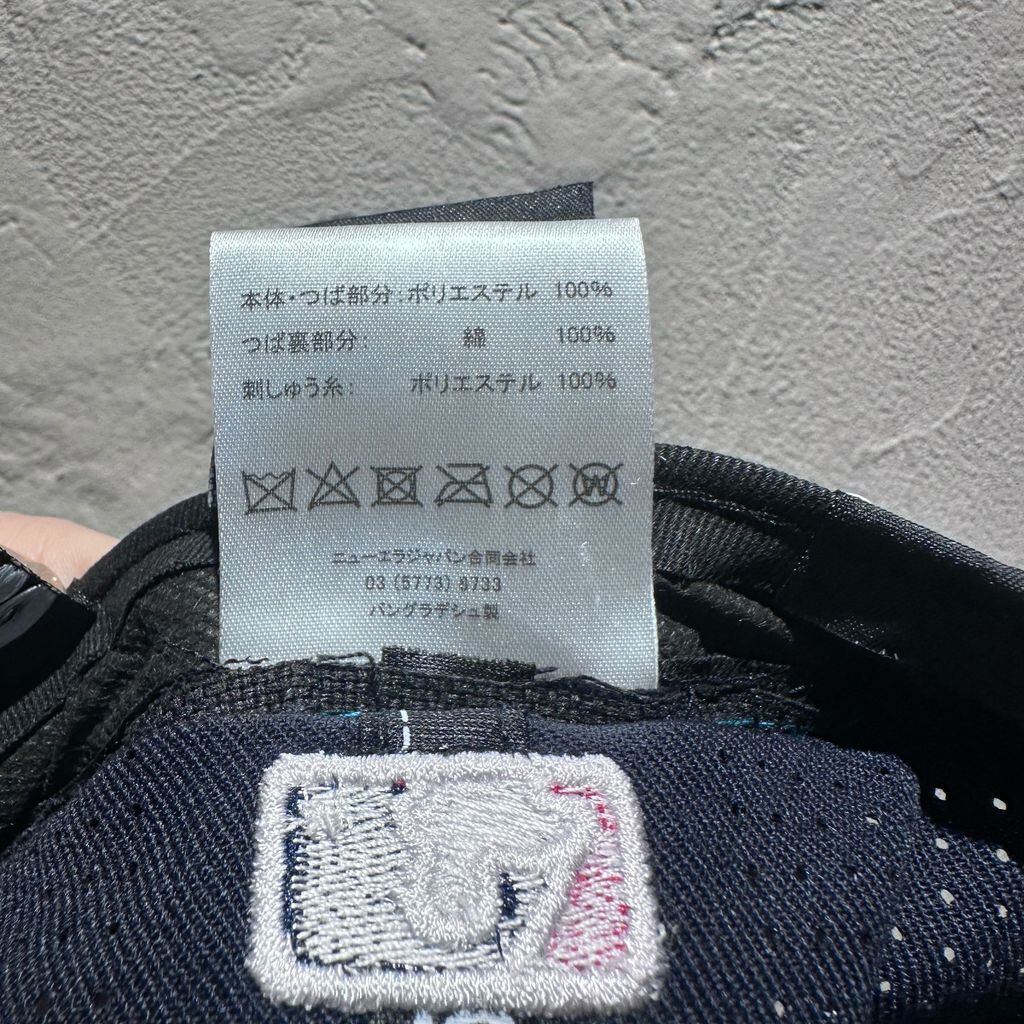 本体・つば部分:ポリエステル 100%
つば裏部分: 綿 100%
刺しゅう糸: ポリエステル 100%
W
ニューエラジャパン合同会社
03 (5773) 8733
バングラデシュ製